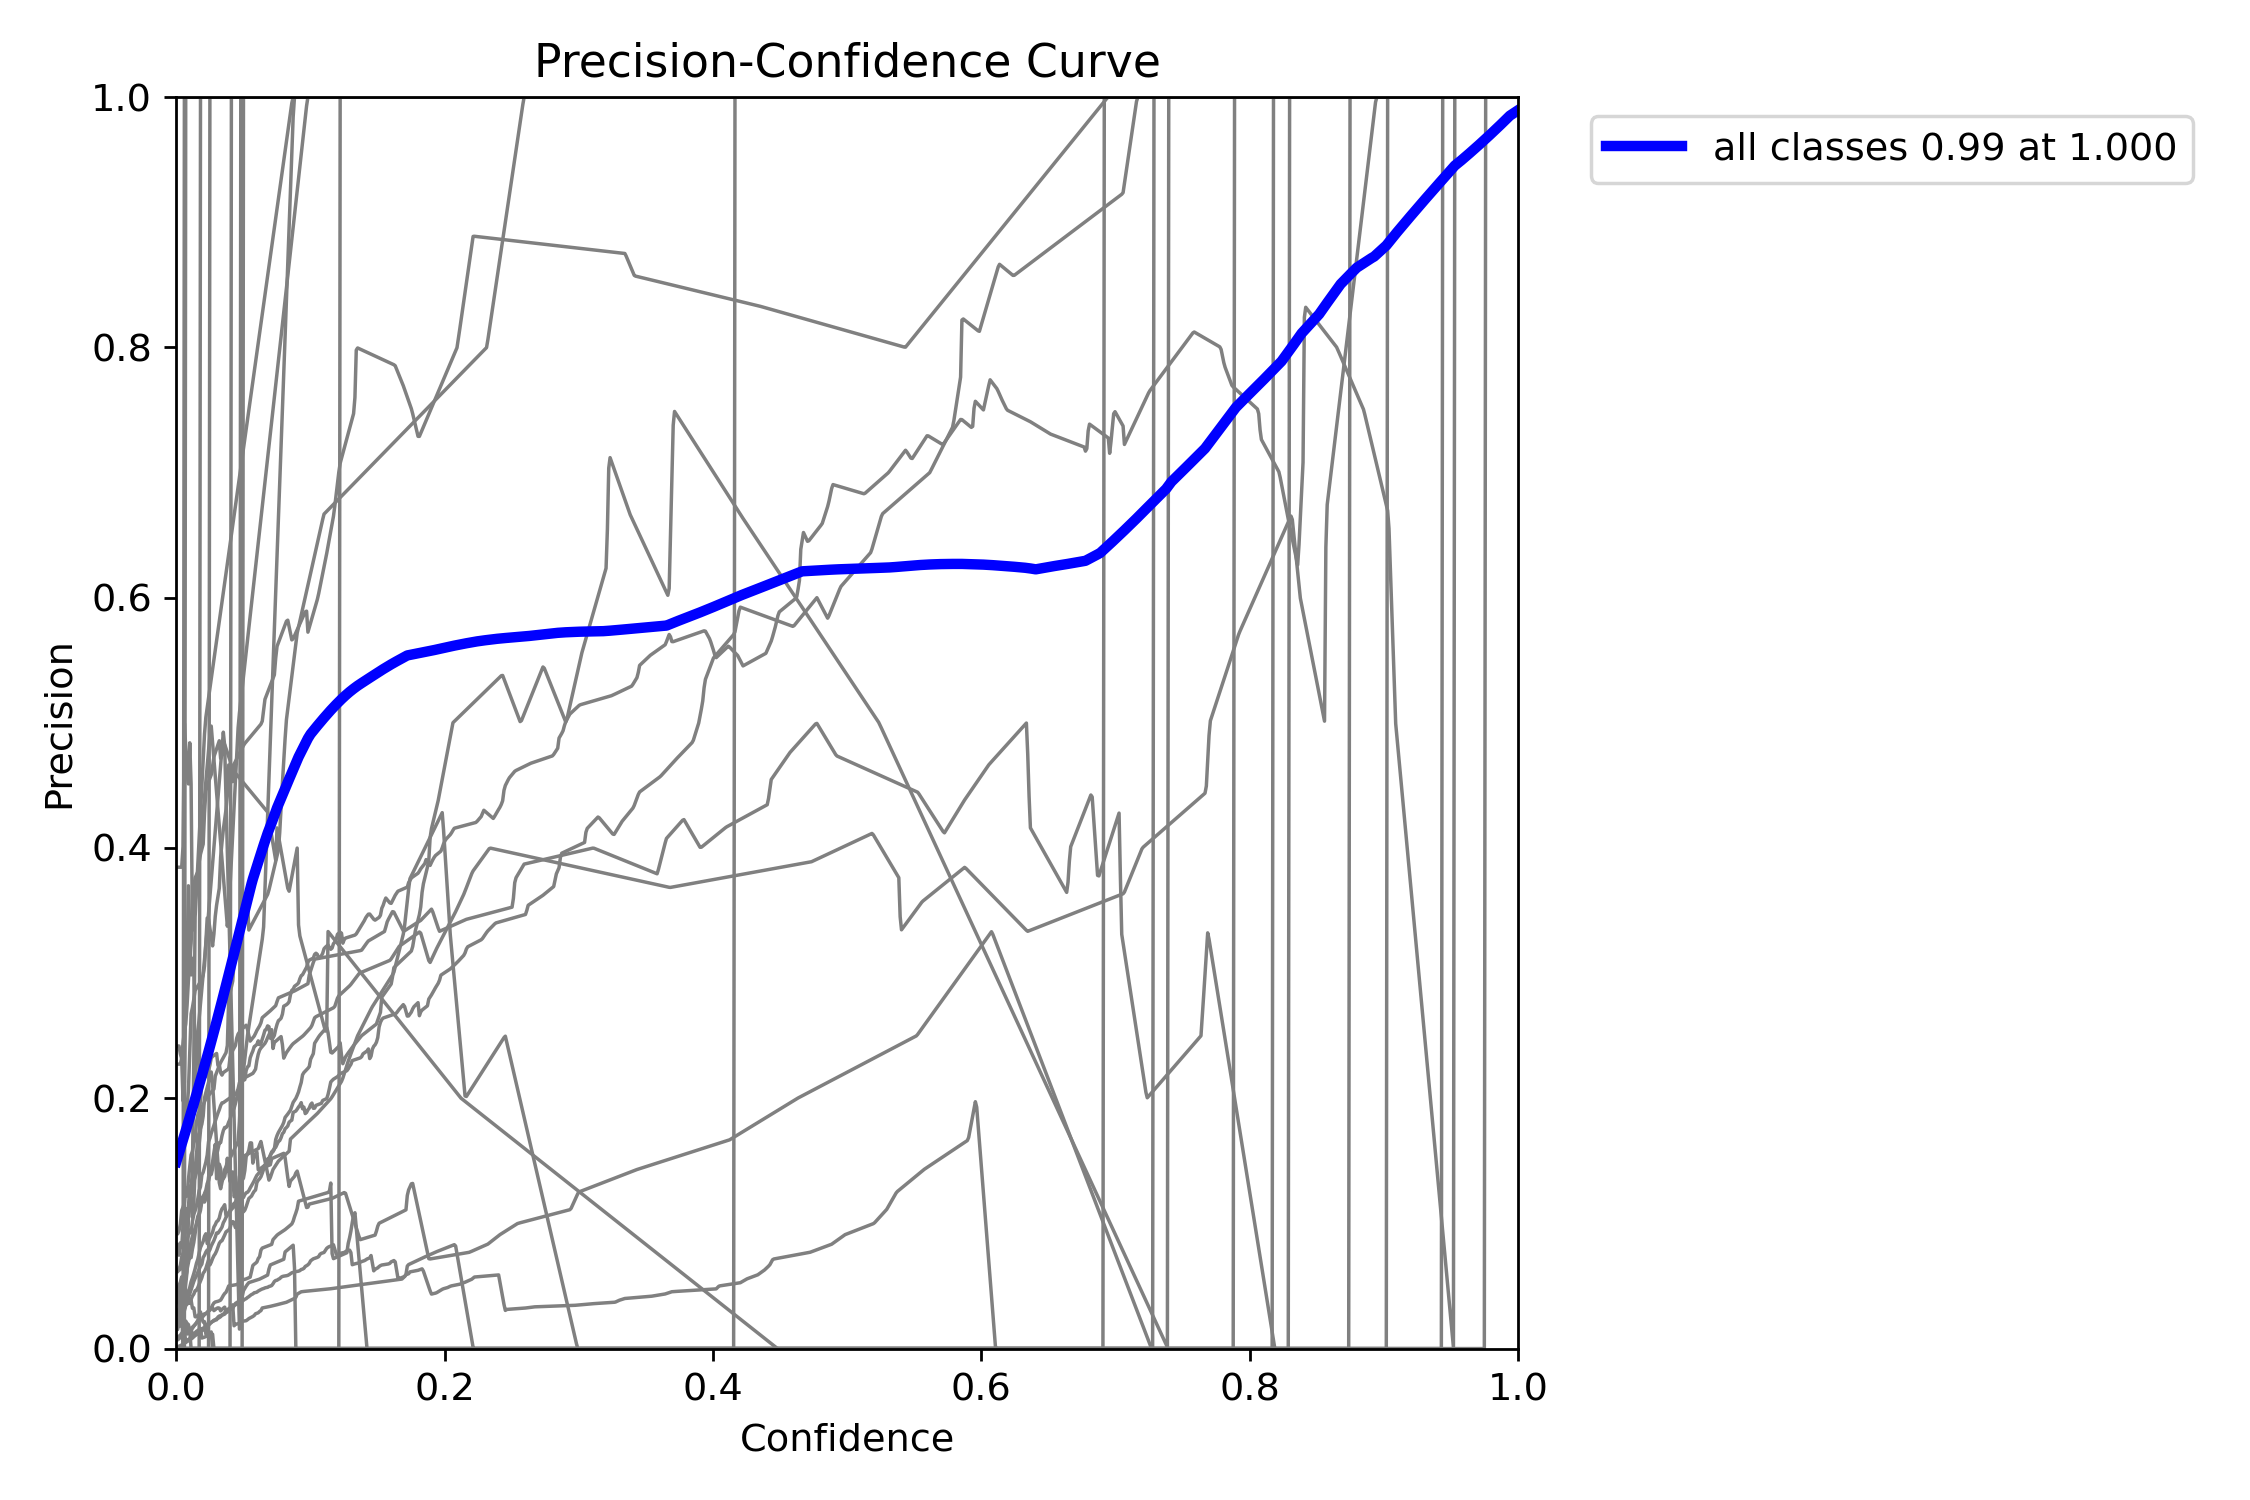 Precision-Confidence Curve
all classes 0.99 at 1.000
1.0
0.8
0.6
0.4
0.2
0.0
Precision
0.0 0.2 0.4 0.6 0.8 1.0
Confidence